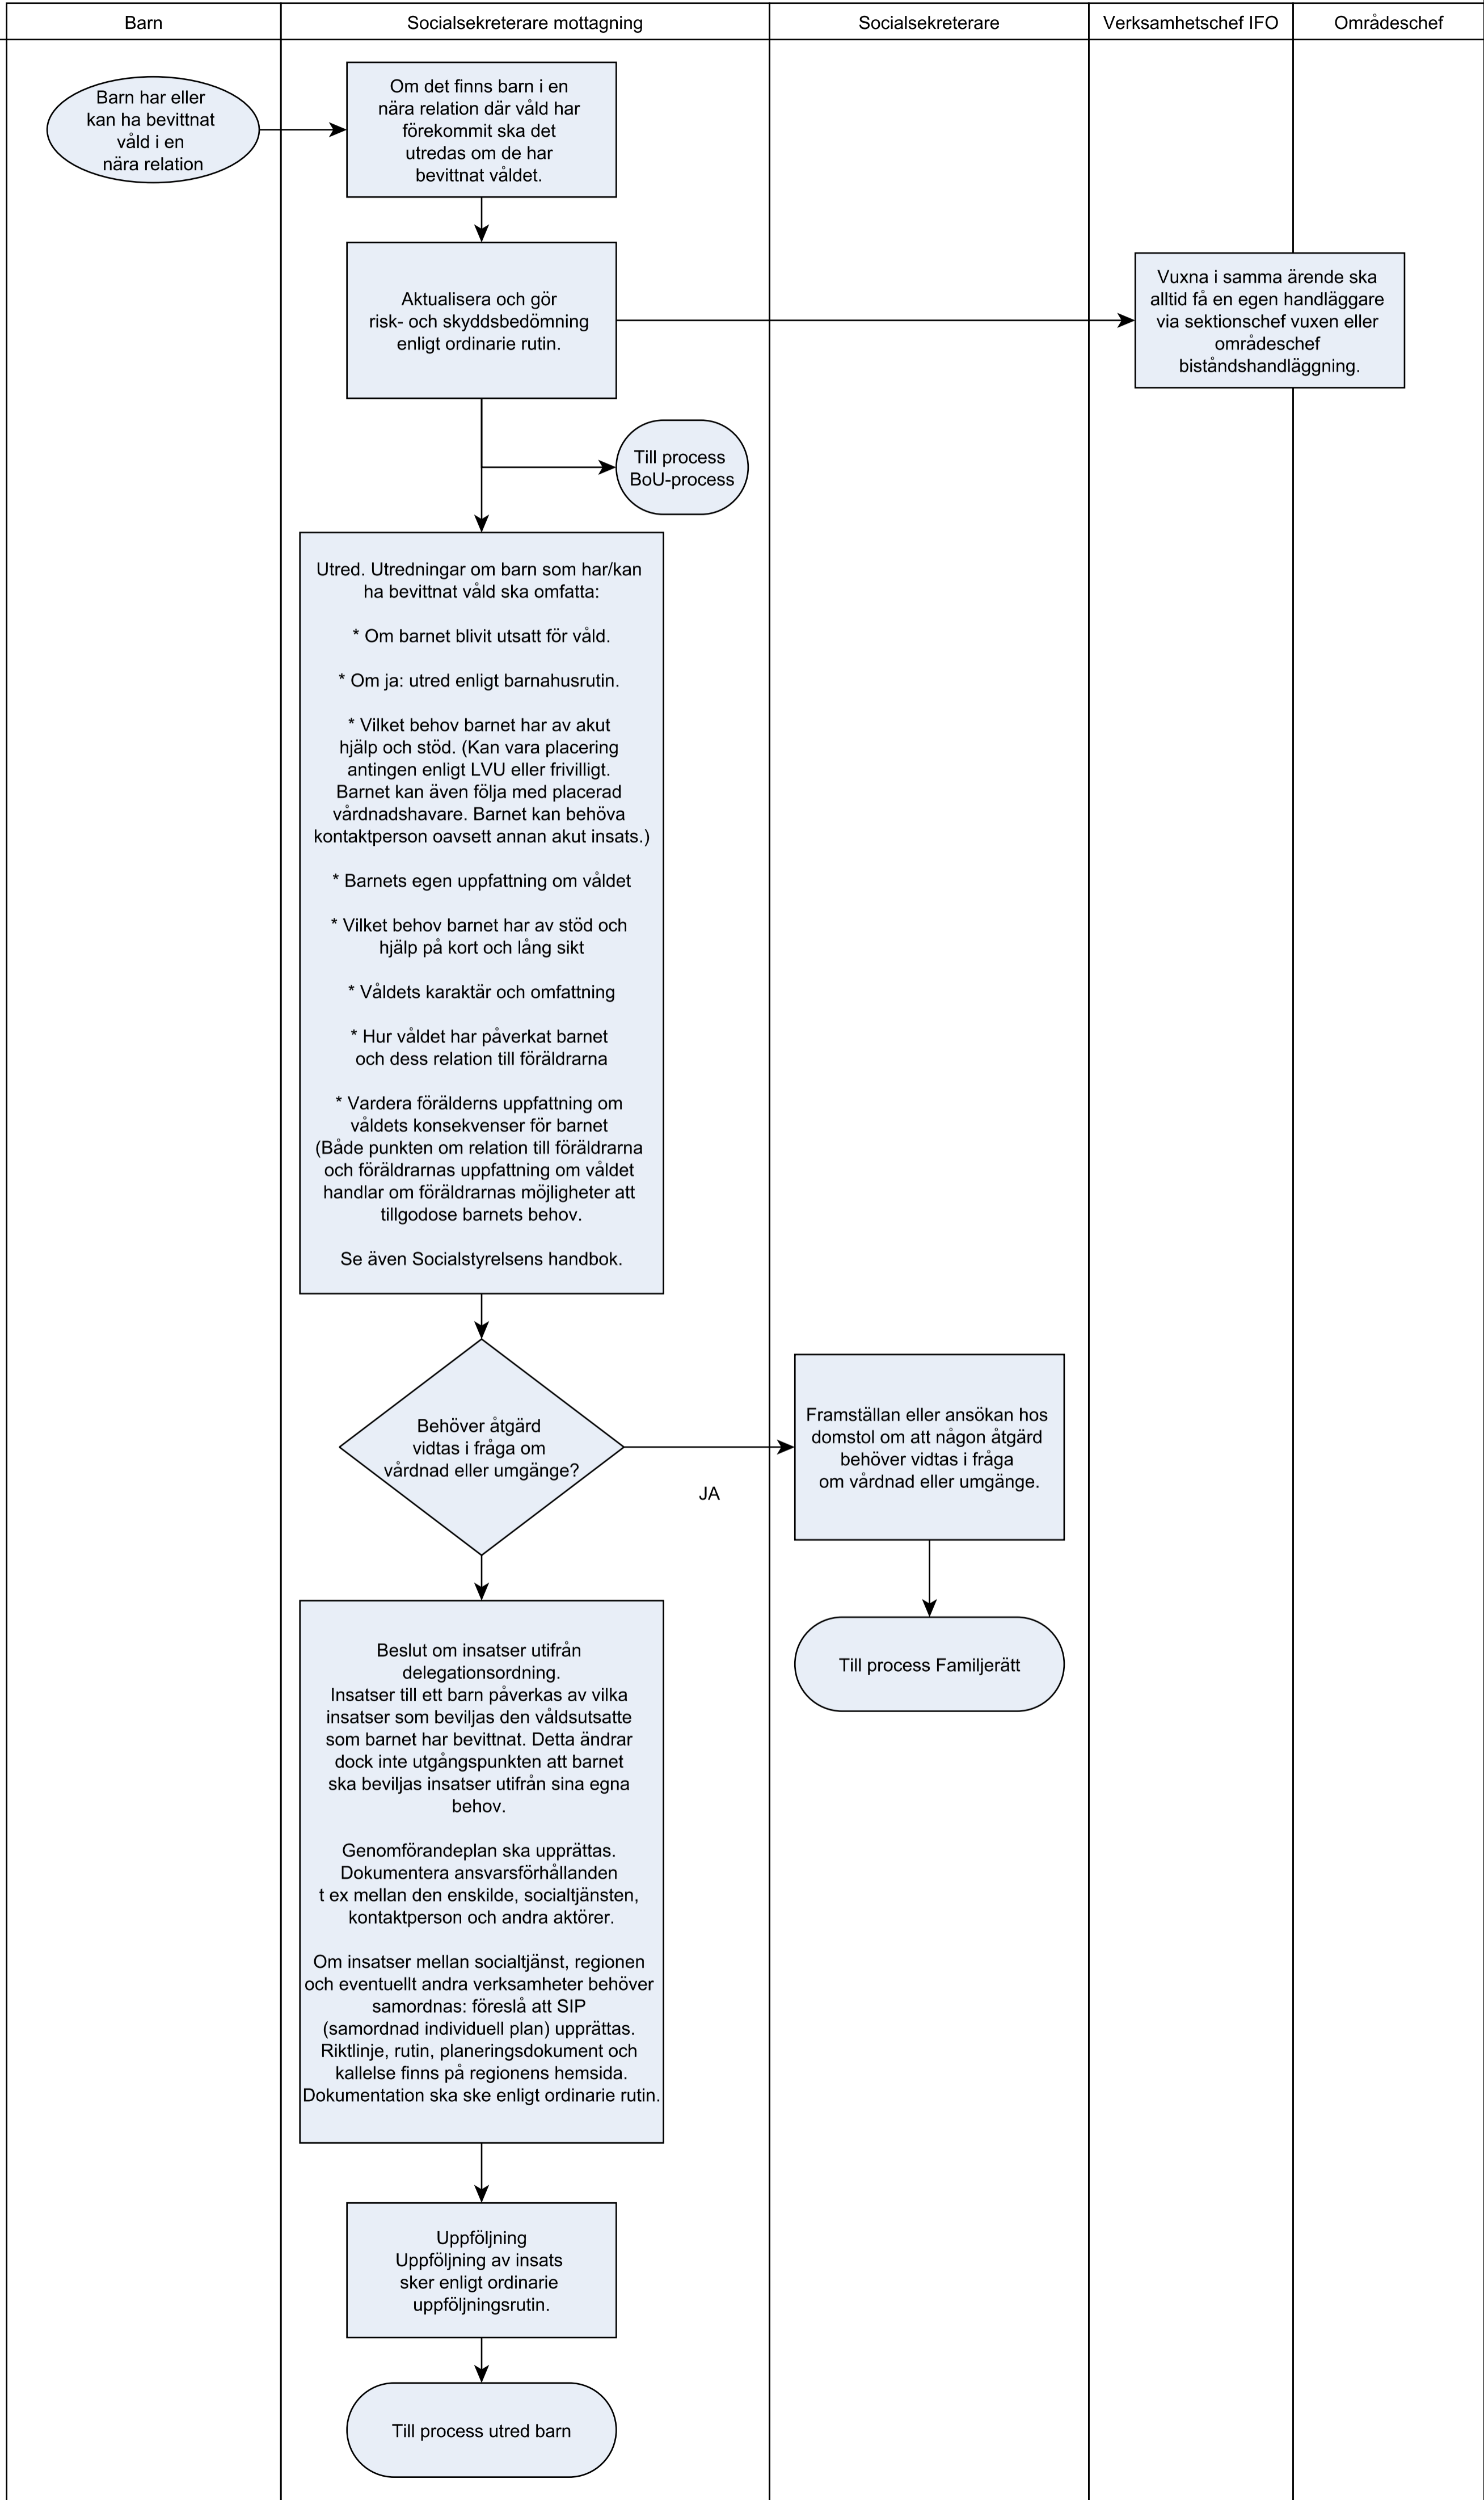 Barn
Socialsekreterare mottagning
Socialsekreterare
Verksamhetschef IFO
Områdeschef
Barn har eller
kan ha bevittnat
våld i en
nära relation
Om det finns barn i en
nära relation där våld har
förekommit ska det
utredas om de har
bevittnat våldet.
Aktualisera och gör
risk- och skyddsbedömning
enligt ordinarie rutin.
Vuxna i samma ärende ska
alltid få en egen handläggare
via sektionschef vuxen eller
områdeschef
biståndshandläggning.
Till process
BoU-process
Utred. Utredningar om barn som har/kan
ha bevittnat våld ska omfatta:
* Om barnet blivit utsatt för våld.
* Om ja: utred enligt barnahusrutin.
* Vilket behov barnet har av akut
hjälp och stöd. (Kan vara placering
antingen enligt LVU eller frivilligt.
Barnet kan även följa med placerad
vårdnadshavare. Barnet kan behöva
kontaktperson oavsett annan akut insats.)
* Barnets egen uppfattning om våldet
* Vilket behov barnet har av stöd och
hjälp på kort och lång sikt
* Våldets karaktär och omfattning
* Hur våldet har påverkat barnet
och dess relation till föräldrarna
* Vardera förälderns uppfattning om
våldets konsekvenser för barnet
(Både punkten om relation till föräldrarna
och föräldrarnas uppfattning om våldet
handlar om föräldrarnas möjligheter att
tillgodose barnets behov.
Se även Socialstyrelsens handbok.
Behöver åtgärd
vidtas i fråga om
vårdnad eller umgänge?
JA
Framställan eller ansökan hos
domstol om att någon åtgärd
behöver vidtas i fråga
om vårdnad eller umgänge.
Till process Familjerätt
Beslut om insatser utifrån
delegationsordning.
Insatser till ett barn påverkas av vilka
insatser som beviljas den våldsutsatte
som barnet har bevittnat. Detta ändrar
dock inte utgångspunkten att barnet
ska beviljas insatser utifrån sina egna
behov.
Genomförandeplan ska upprättas.
Dokumentera ansvarsförhållanden
t ex mellan den enskilde, socialtjänsten,
kontaktperson och andra aktörer.
Om insatser mellan socialtjänst, regionen
och eventuellt andra verksamheter behöver
samordnas: föreslå att SIP
(samordnad individuell plan) upprättas.
Riktlinje, rutin, planeringsdokument och
kallelse finns på regionens hemsida.
Dokumentation ska ske enligt ordinarie rutin.
Uppföljning
Uppföljning av insats
sker enligt ordinarie
uppföljningsrutin.
Till process utred barn